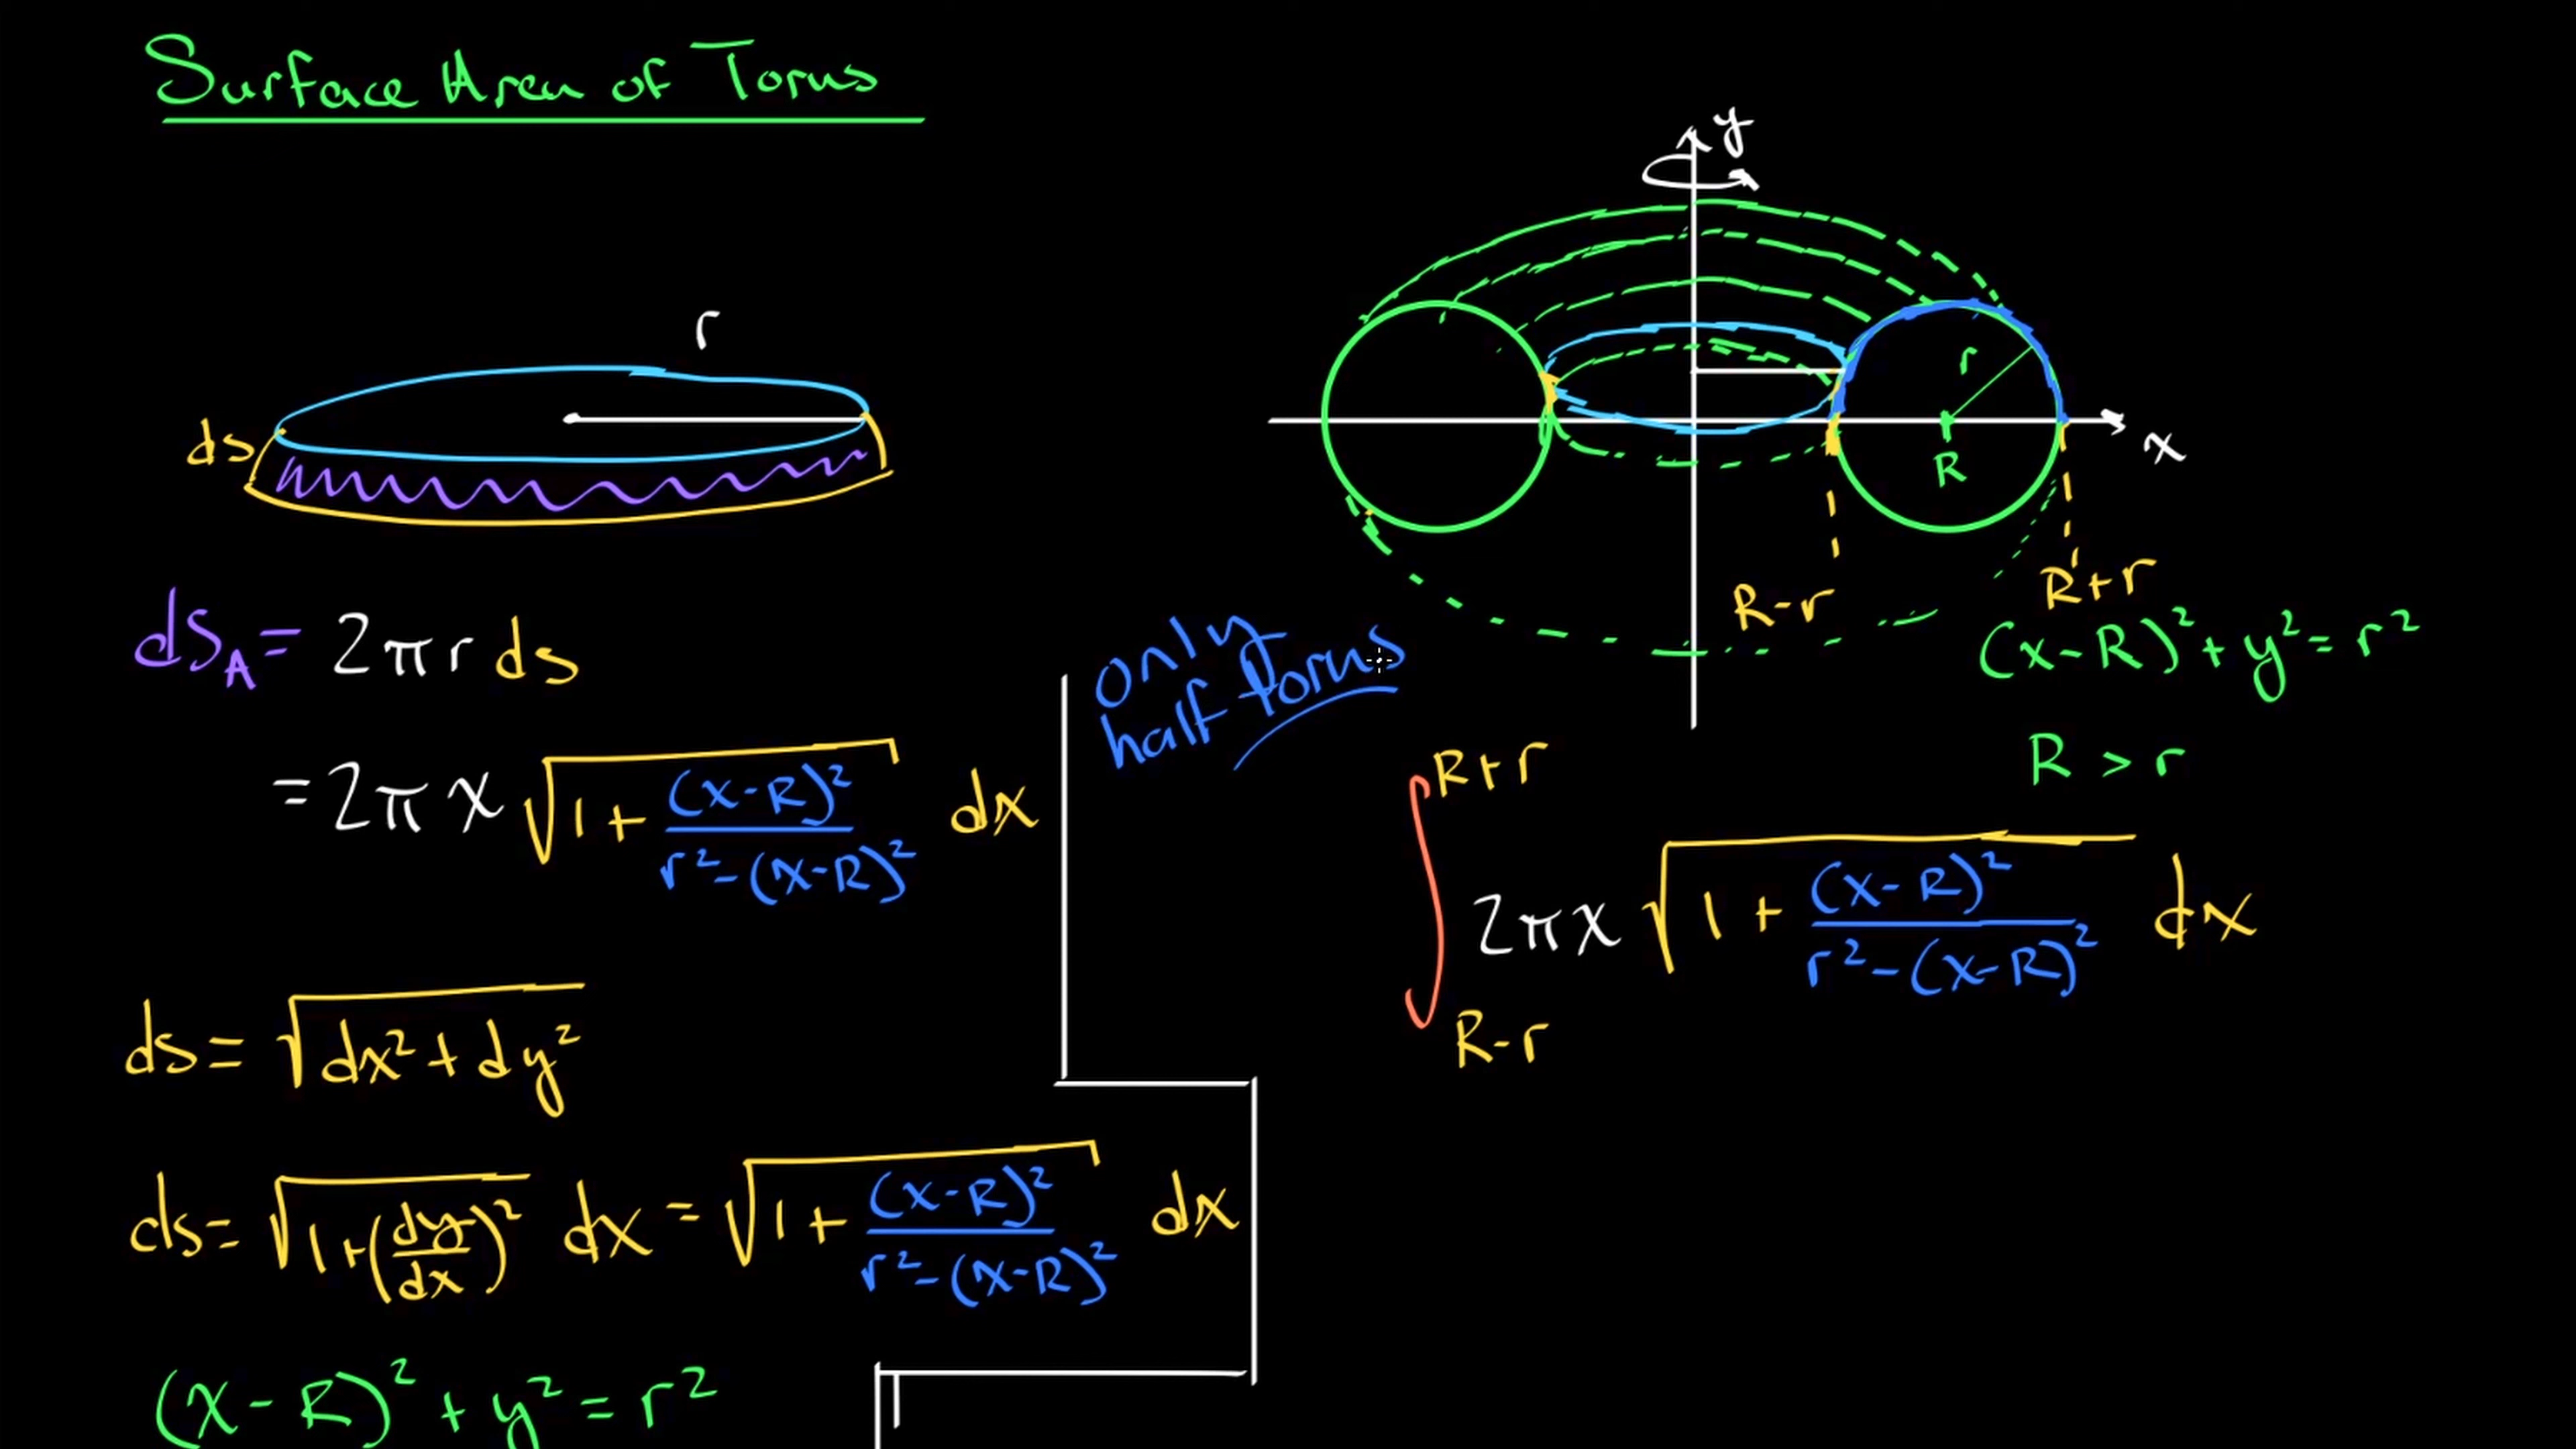 Surface Area of Torus
r
ds
dS_A = 2πr ds
= 2πx √(1 + (x-R)²/(r²-(x-R)²)) dx
ds = √(dx² + dy²)
ds = √(1+(dy/dx)²) dx = √(1 + (x-R)²/(r²-(x-R)²)) dx
(x-R)² + y² = r²
y
x
r
R
R-r
R+r
(x-R)² + y² = r²
R > r
only
half Torus
∫_{R-r}^{R+r} 2πx √(1 + (x-R)²/(r²-(x-R)²)) dx